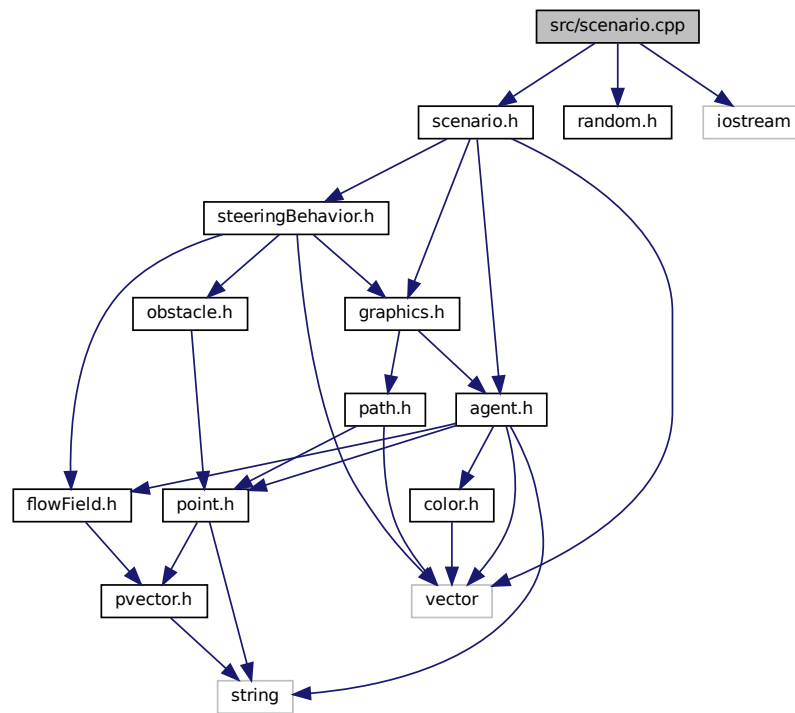 src/scenario.cpp
scenario.h
random.h
iostream
steeringBehavior.h
obstacle.h
graphics.h
path.h
agent.h
flowField.h
point.h
color.h
pvector.h
vector
string